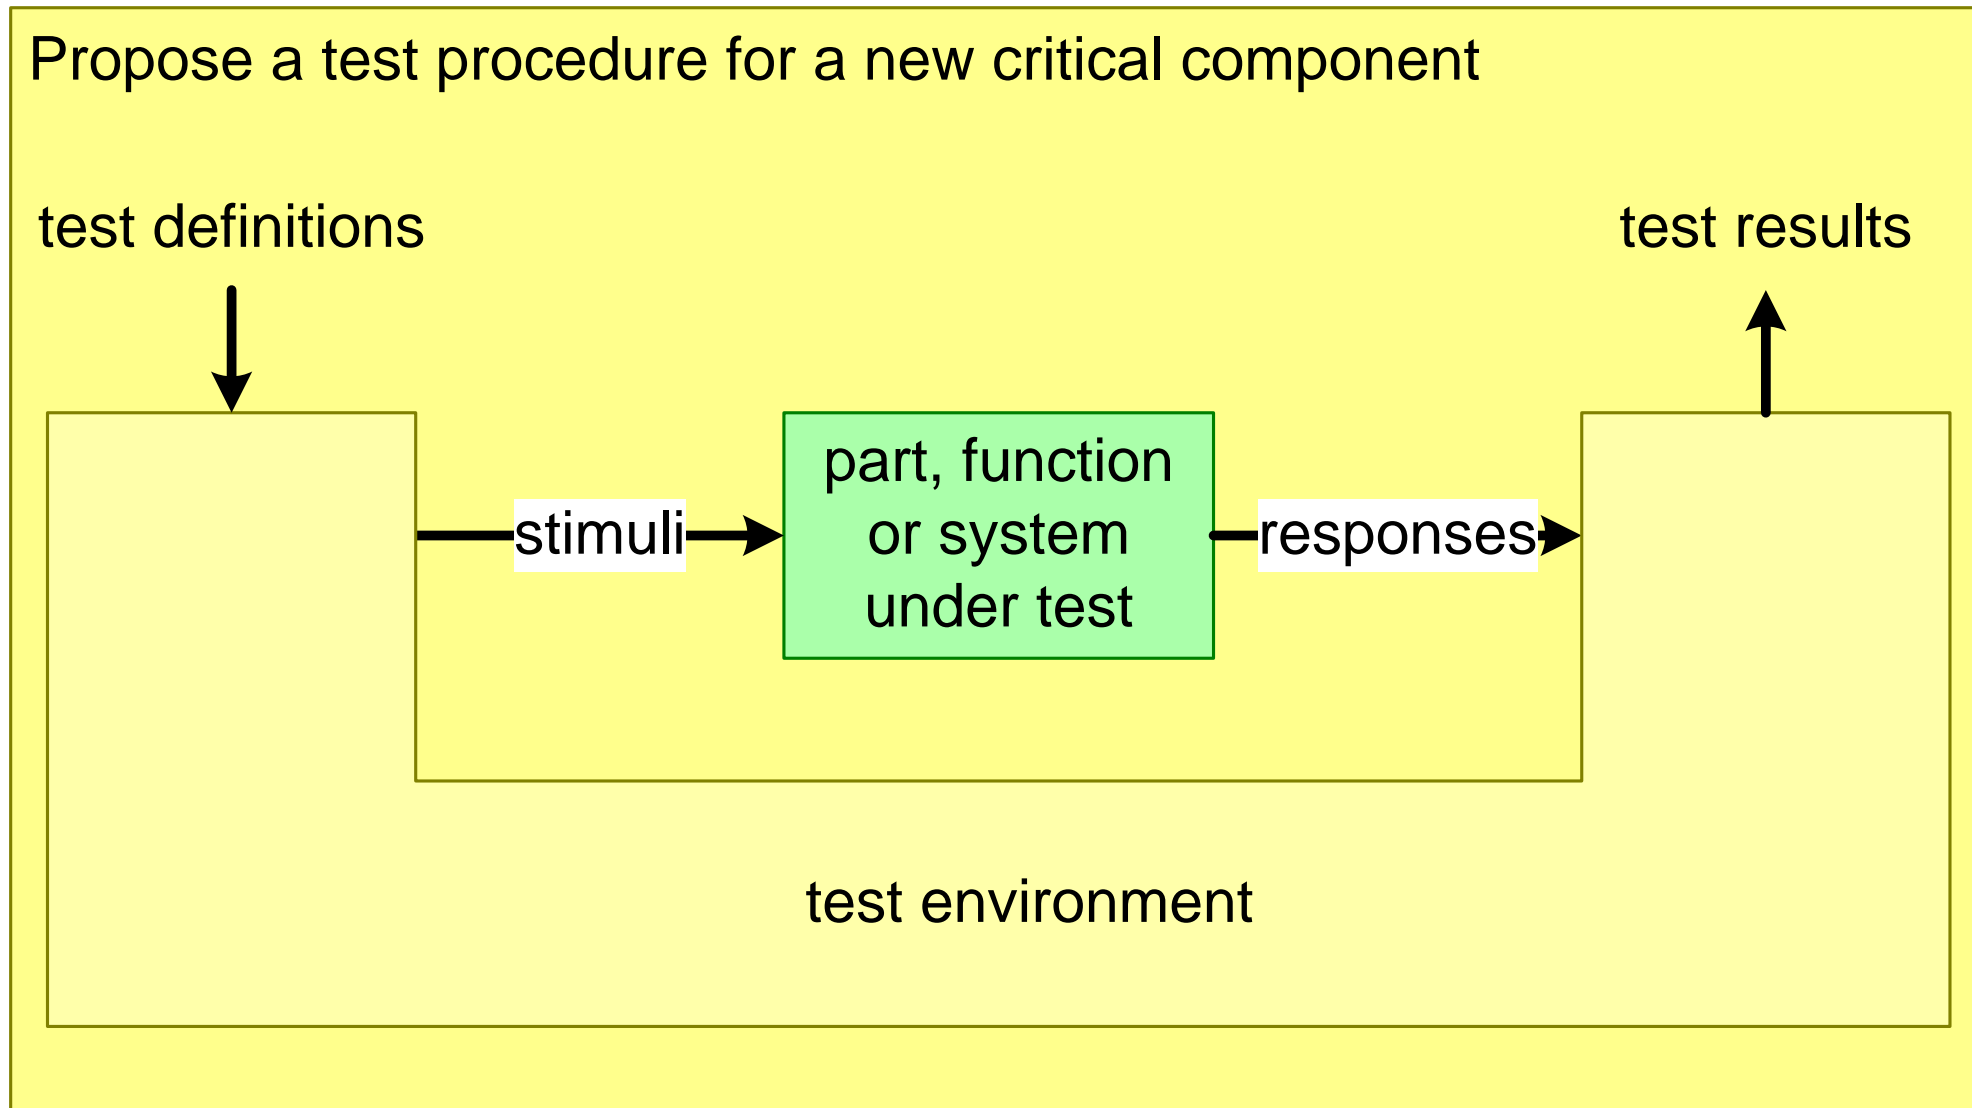 Propose a test procedure for a new critical component
test definitions
test results
stimuli
part, function
or system
under test
responses
test environment